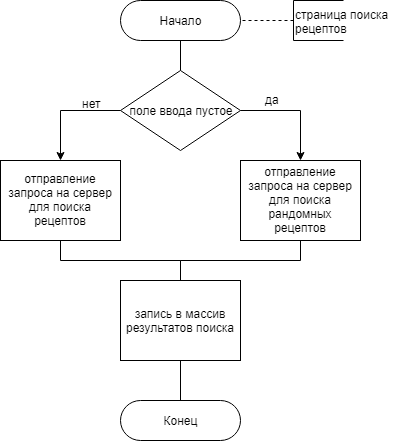 Начало
страница поиска
рецептов
поле ввода пустое
нет
да
отправление
запроса на сервер
для поиска
рецептов
отправление
запроса на сервер
для поиска
рандомных
рецептов
запись в массив
результатов поиска
Конец